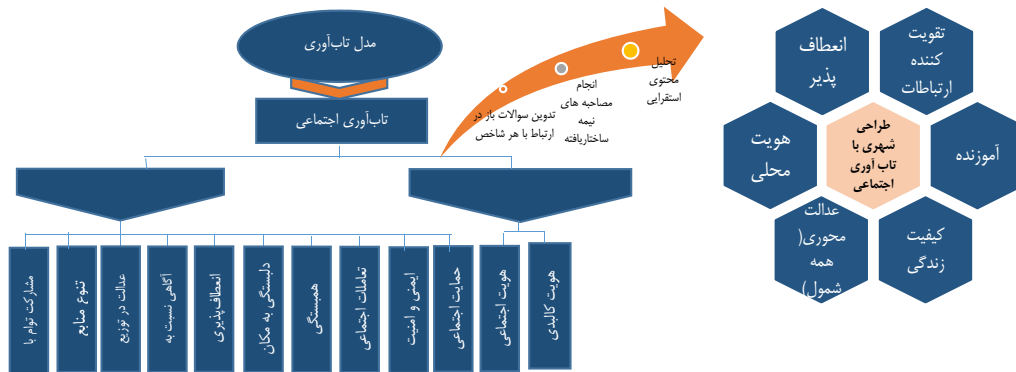 مدل تاب‌آوری
تاب‌آوری اجتماعی
تدوین سوالات باز در
ارتباط با هر شاخص
انجام
مصاحبه های
نیمه
ساختاریافته
تحلیل
محتوی
استقرایی
تقویت
کننده
ارتباطات
انعطاف
پذیر
آموزنده
طراحی
شهری با
تاب آوری
اجتماعی
هویت
محلی
کیفیت
زندگی
عدالت
محوری(
همه
شمول)
هویت کالبدی
هویت اجتماعی
حمایت اجتماعی
ایمنی و امنیت
تعاملات اجتماعی
همبستگی
دلبستگی به مکان
انعطاف‌پذیری
آگاهی نسبت به
عدالت در توزیع
تنوع منابع
مشارکت توام با